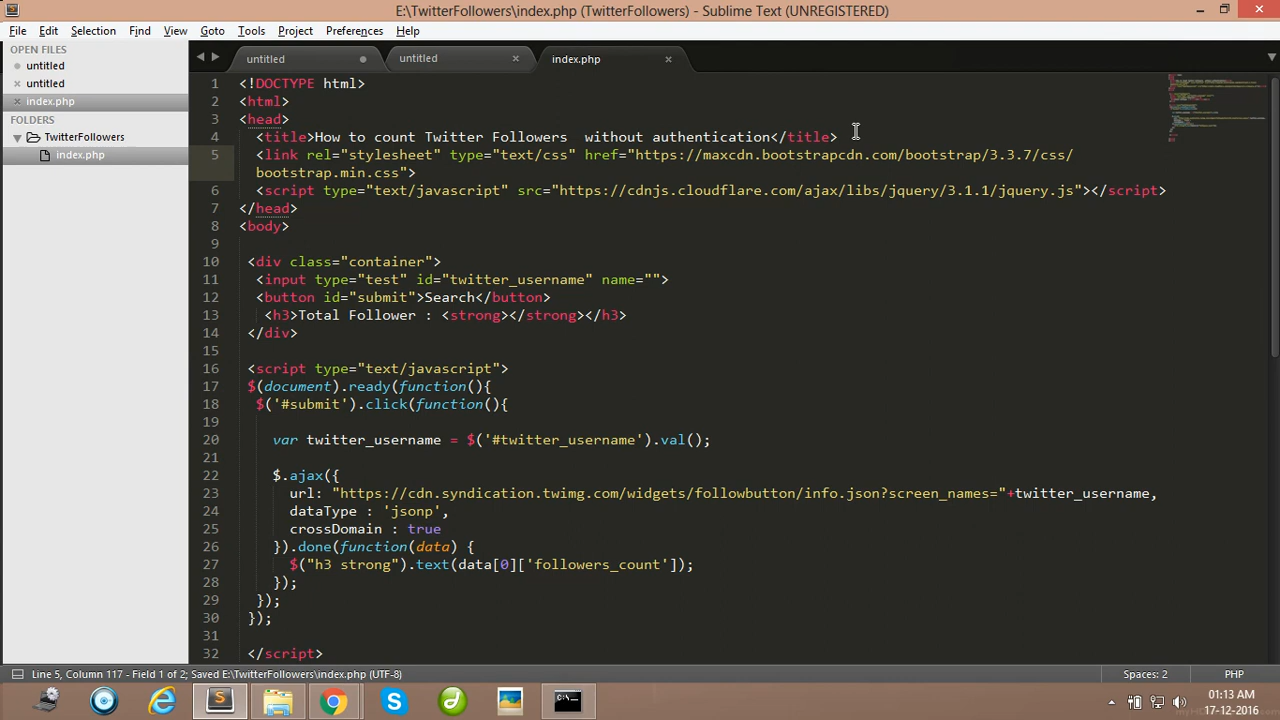 E:\TwitterFollowers\index.php (TwitterFollowers) - Sublime Text (UNREGISTERED)
File Edit Selection Find View Goto Tools Project Preferences Help
OPEN FILES
untitled
untitled
index.php
FOLDERS
TwitterFollowers
index.php
untitled untitled index.php
1 <!DOCTYPE html>
2 <html>
3 <head>
4 <title>How to count Twitter Followers  without authentication</title>
5 <link rel="stylesheet" type="text/css" href="https://maxcdn.bootstrapcdn.com/bootstrap/3.3.7/css/
bootstrap.min.css">
6 <script type="text/javascript" src="https://cdnjs.cloudflare.com/ajax/libs/jquery/3.1.1/jquery.js"></script>
7 </head>
8 <body>
9
10 <div class="container">
11 <input type="test" id="twitter_username" name="">
12 <button id="submit">Search</button>
13 <h3>Total Follower : <strong></strong></h3>
14 </div>
15
16 <script type="text/javascript">
17 $(document).ready(function(){
18 $('#submit').click(function(){
19
20 var twitter_username = $('#twitter_username').val();
21
22 $.ajax({
23 url: "https://cdn.syndication.twimg.com/widgets/followbutton/info.json?screen_names="+twitter_username,
24 dataType : 'jsonp',
25 crossDomain : true
26 }).done(function(data) {
27 $("h3 strong").text(data[0]['followers_count']);
28 });
29 });
30 });
31
32 </script>
Line 5, Column 117 - Field 1 of 2; Saved E:\TwitterFollowers\index.php (UTF-8)
Spaces: 2
PHP
01:13 AM
17-12-2016